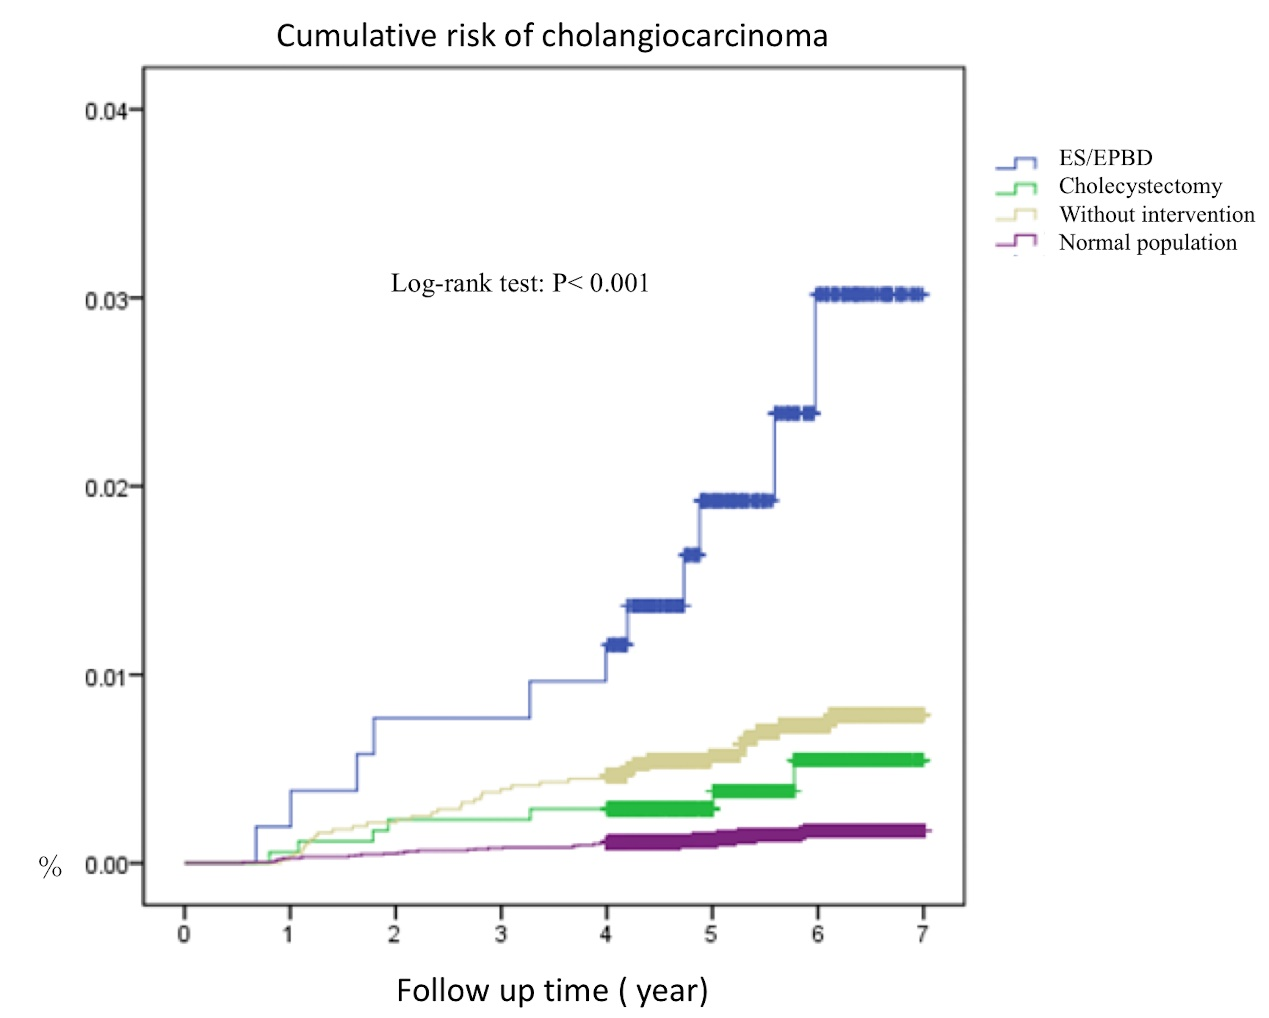 Cumulative risk of cholangiocarcinoma
0.04
0.03
0.02
0.01
% 0.00
Log-rank test: P< 0.001
ES/EPBD
Cholecystectomy
Without intervention
Normal population
0 1 2 3 4 5 6 7
Follow up time ( year)